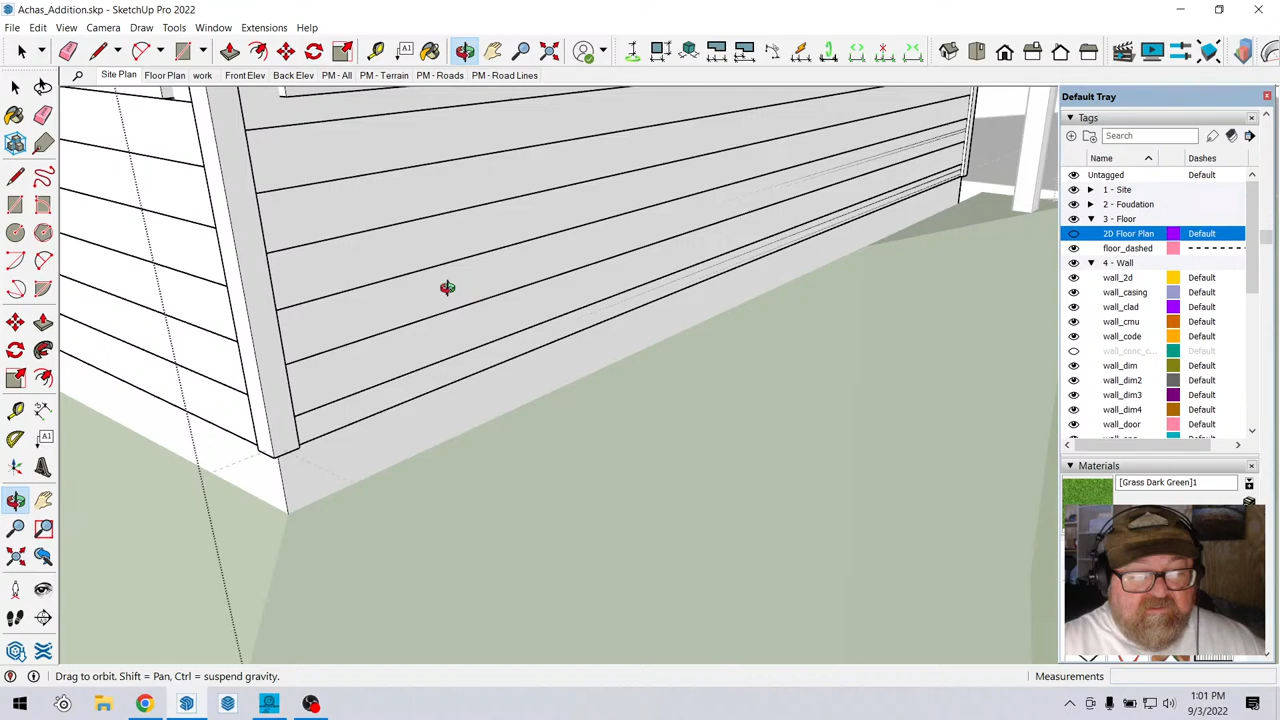 Achas_Addition.skp - SketchUp Pro 2022
File Edit View Camera Draw Tools Window Extensions Help
Site Plan Floor Plan work Front Elev Back Elev PM - All PM - Terrain PM - Roads PM - Road Lines
Default Tray
Tags
Search
Name Dashes
Untagged Default
1 - Site
2 - Foudation
3 - Floor
2D Floor Plan Default
floor_dashed
4 - Wall
wall_2d Default
wall_casing Default
wall_clad Default
wall_cmu Default
wall_code Default
wall_conc_c... Default
wall_dim Default
wall_dim2 Default
wall_dim3 Default
wall_dim4 Default
wall_door Default
Materials
[Grass Dark Green]1
Drag to orbit. Shift = Pan, Ctrl = suspend gravity.
Measurements
1:01 PM
9/3/2022